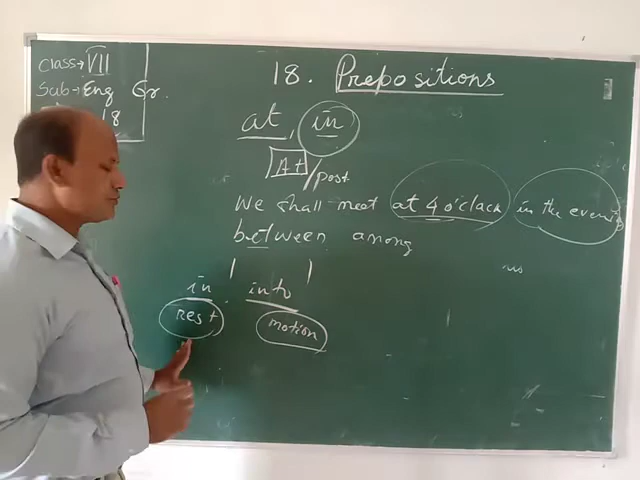 Class→ VII
Sub→ Eng Gr.
18
18. Prepositions
at, in
At / post
We shall meet at 4 o'clock in the evening
between among
in into
rest motion